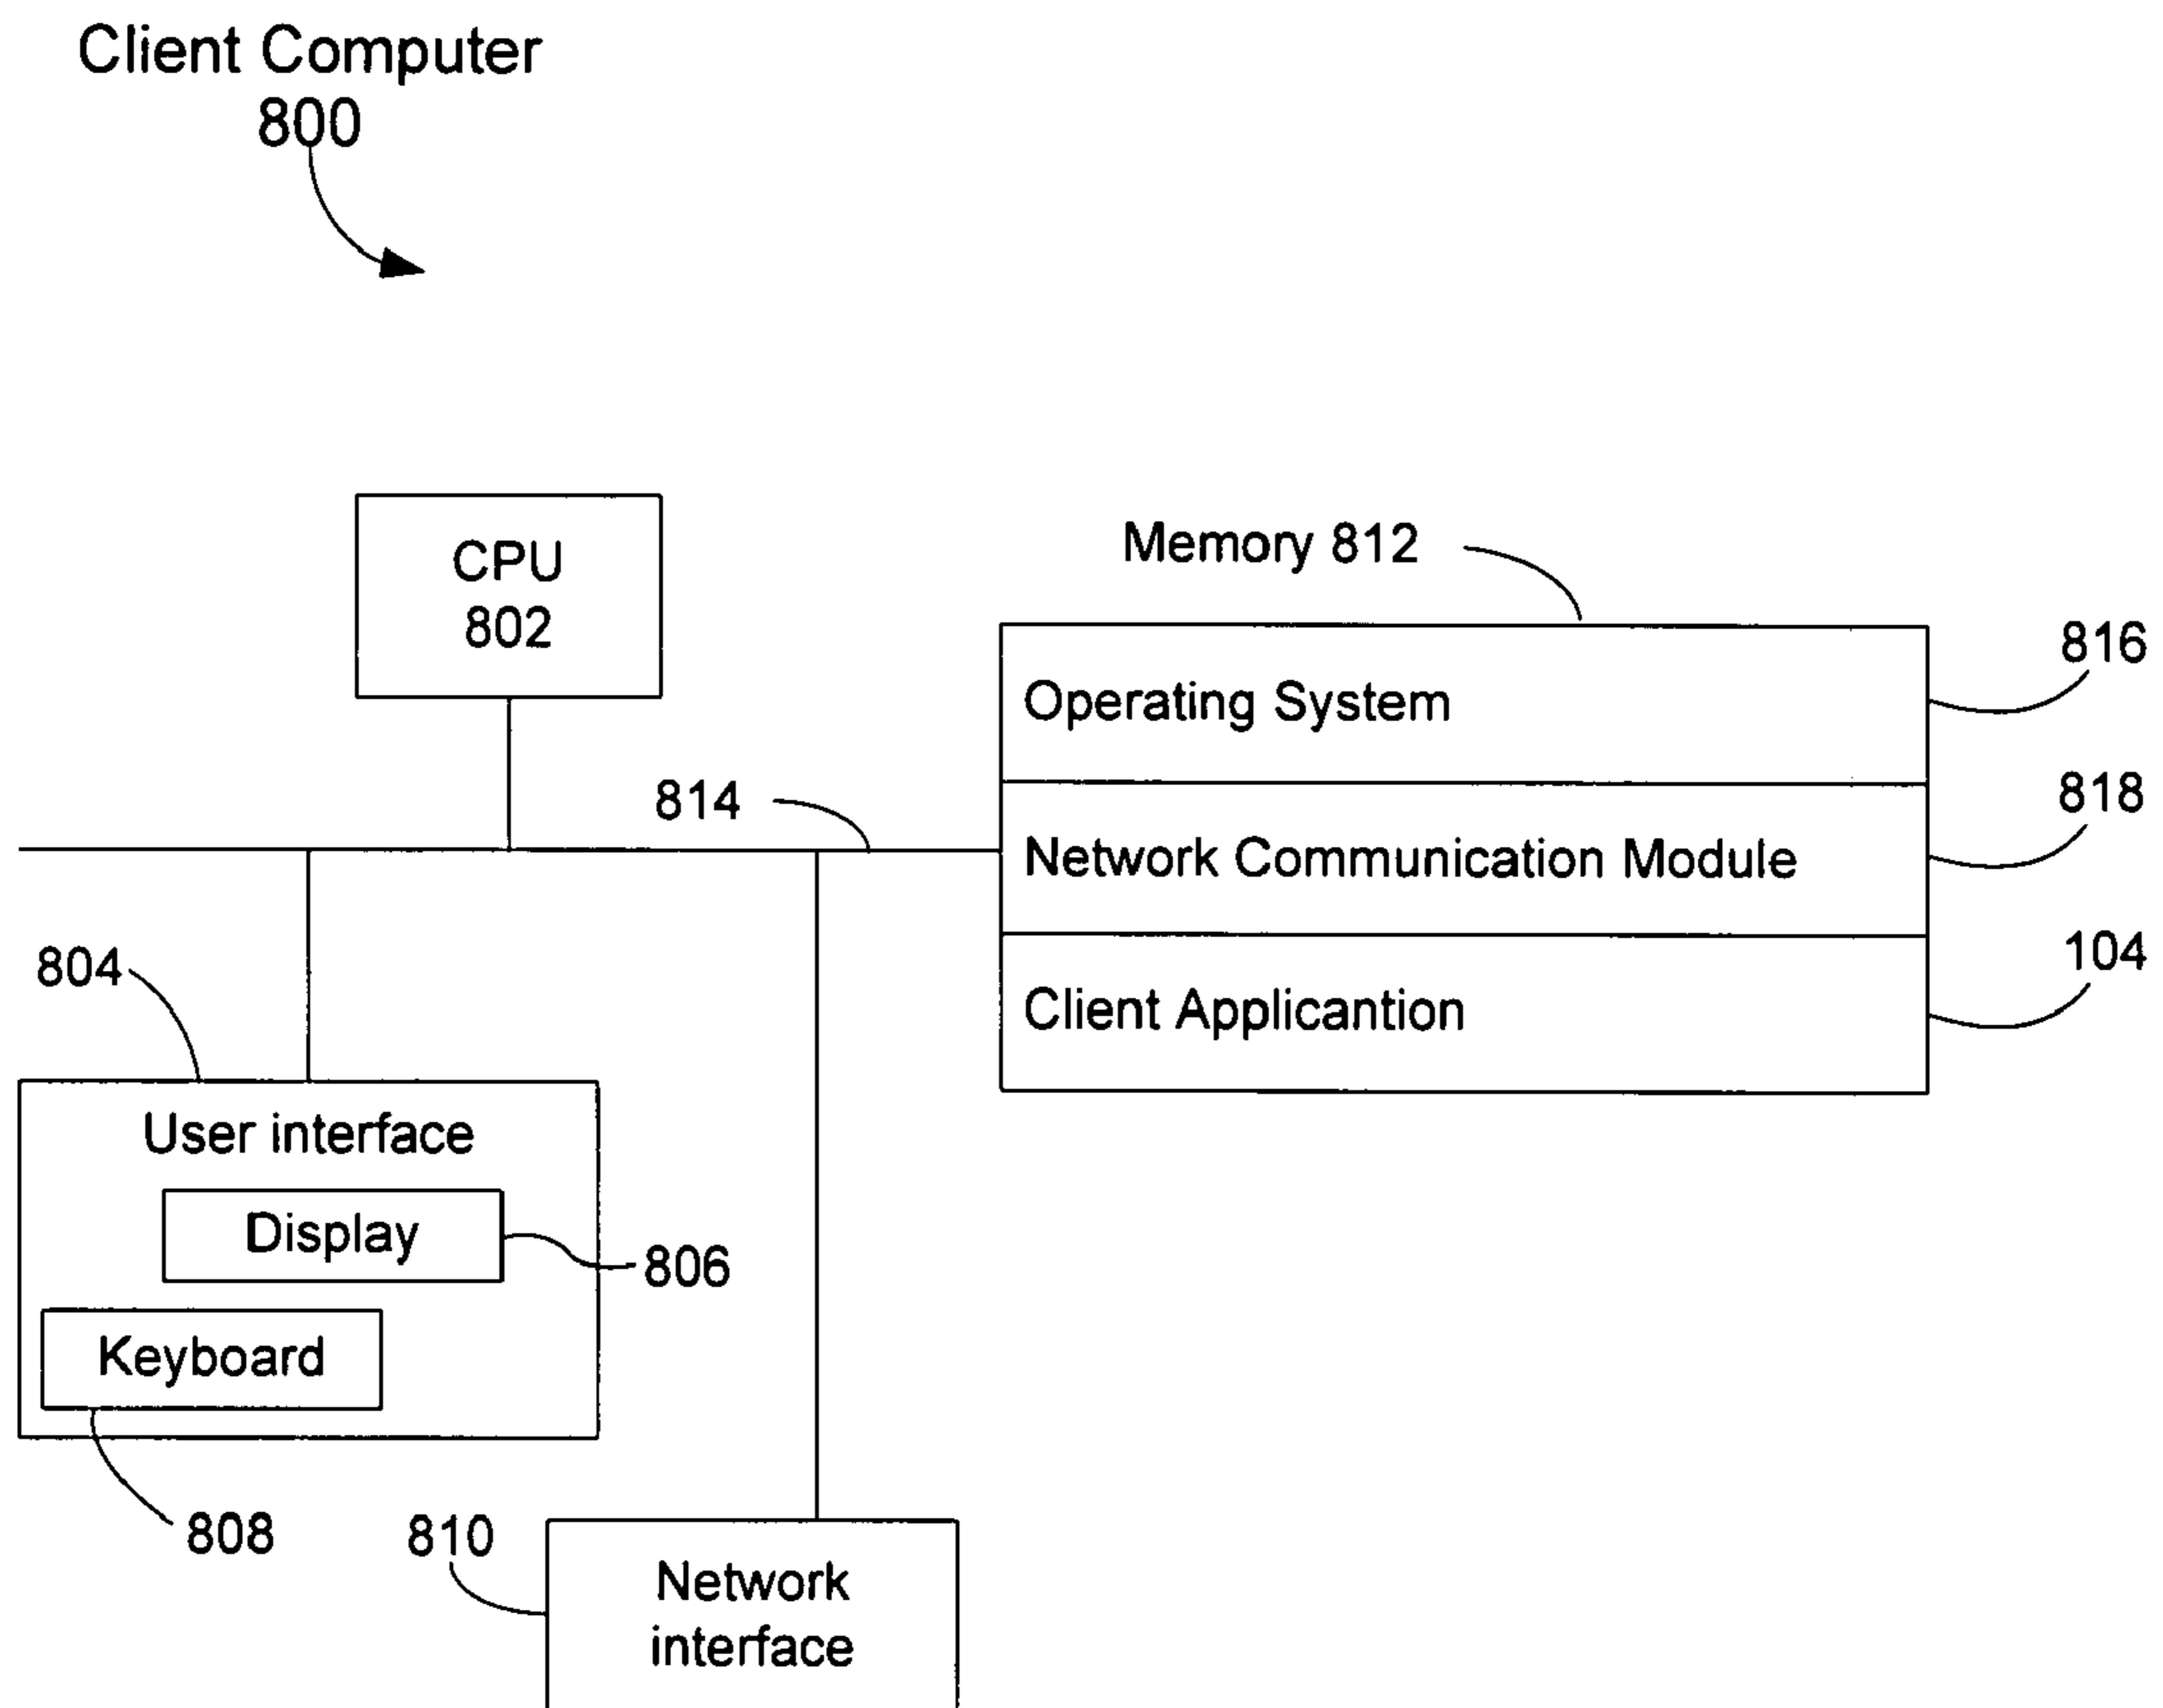 Client Computer
800
CPU
802
Memory 812
816
Operating System
814
818
Network Communication Module
804
104
Client Applicantion
User interface
Display
806
Keyboard
808
810
Network
interface